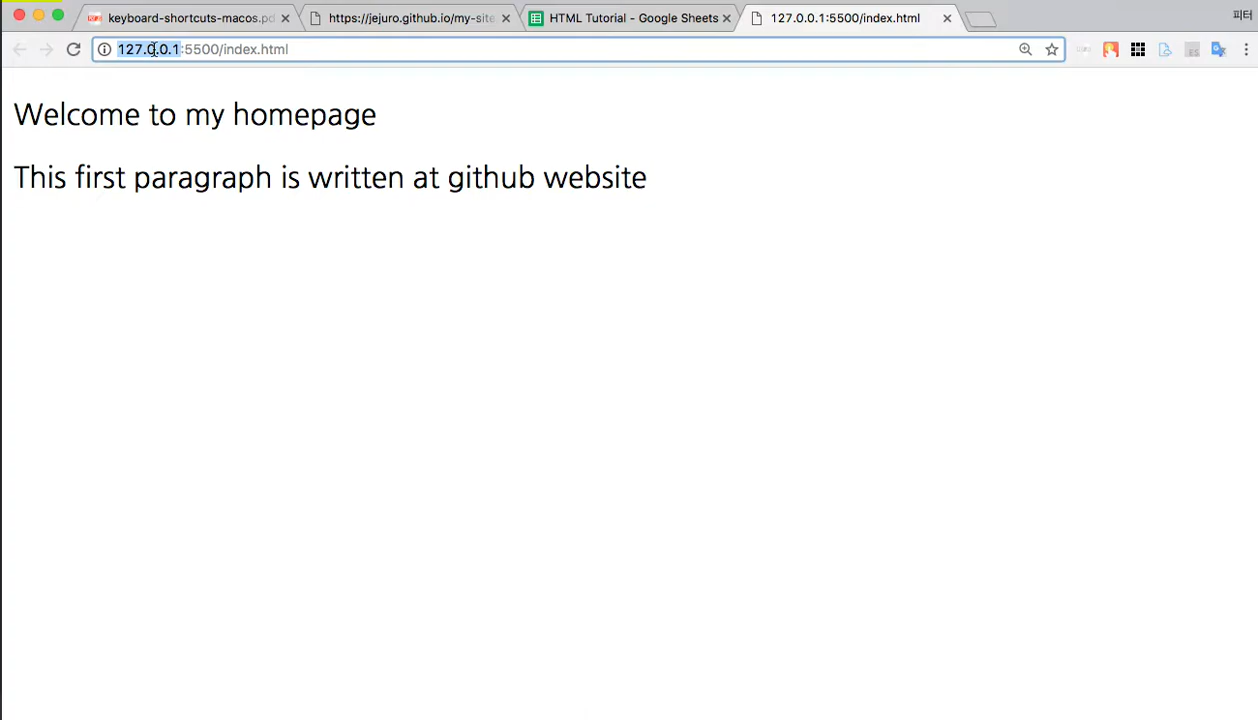 keyboard-shortcuts-macos.pd
https://jejuro.github.io/my-site
HTML Tutorial - Google Sheets
127.0.0.1:5500/index.html
피터
127.0.0.1:5500/index.html
Welcome to my homepage
This first paragraph is written at github website